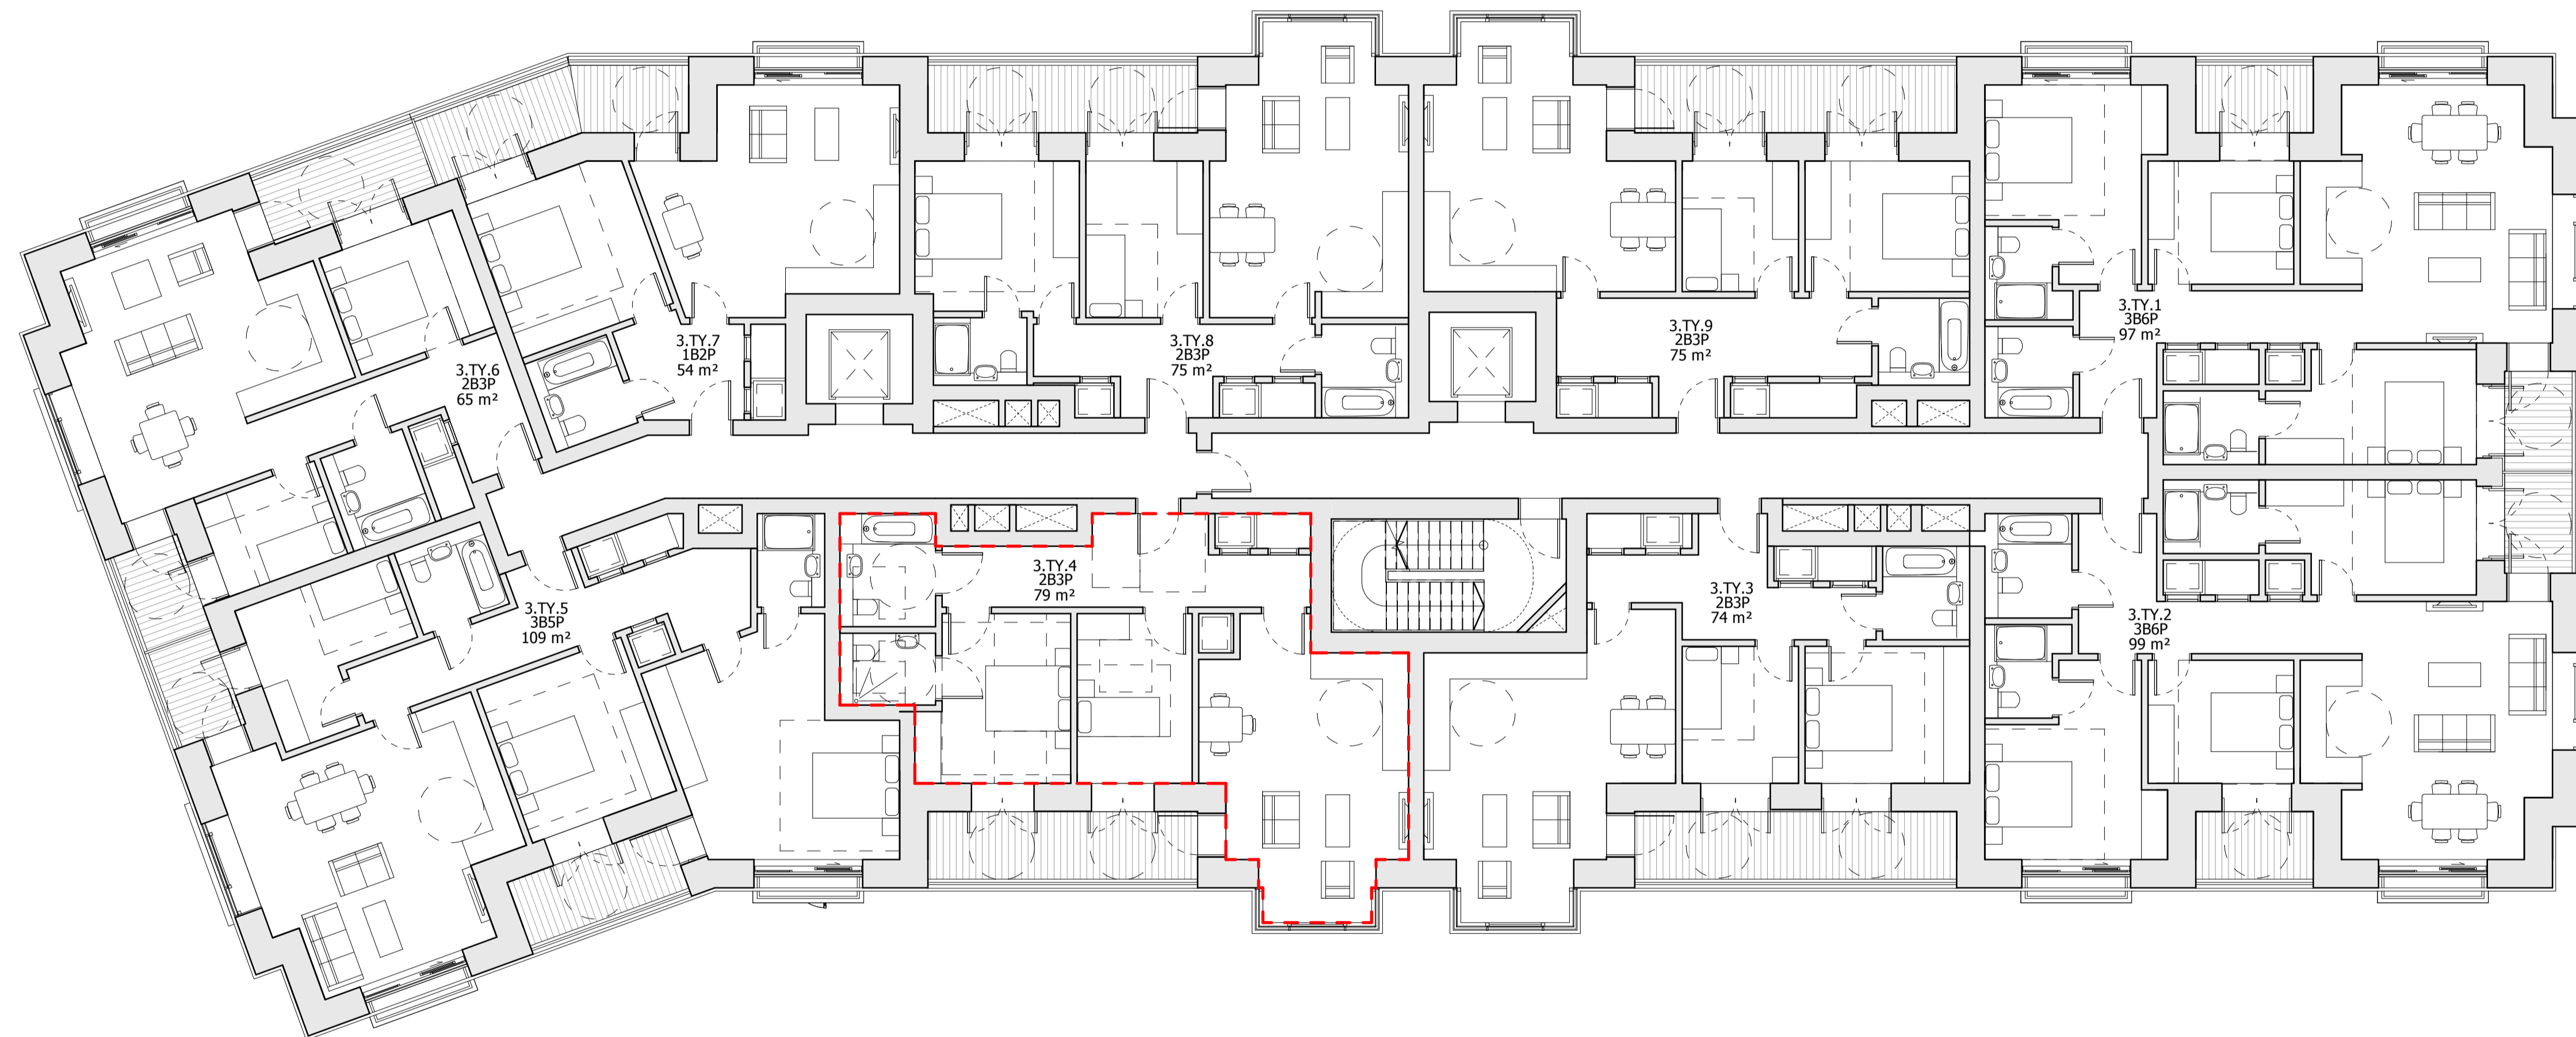 3.TY.1
3B6P
97 m²
3.TY.9
2B3P
75 m²
3.TY.8
2B3P
75 m²
3.TY.7
1B2P
54 m²
3.TY.6
2B3P
65 m²
3.TY.4
2B3P
79 m²
3.TY.3
2B3P
74 m²
3.TY.5
3B5P
109 m²
3.TY.2
3B6P
99 m²